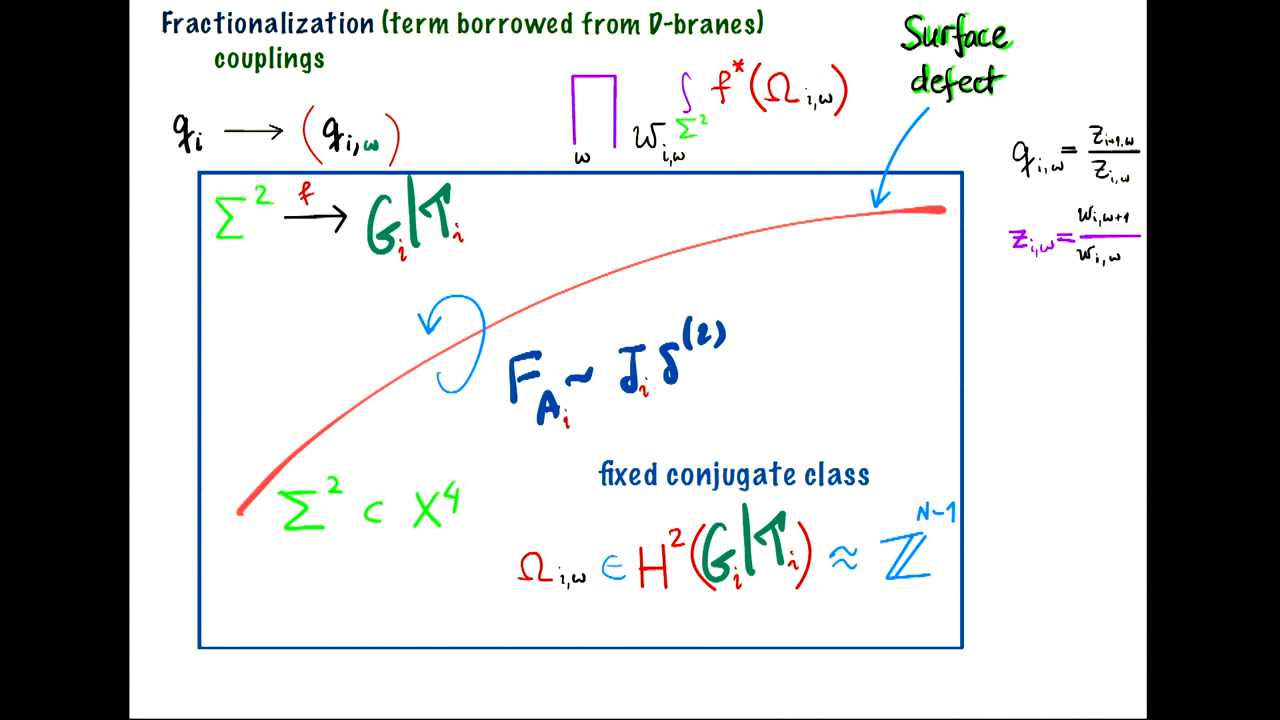 Fractionalization (term borrowed from D-branes)
couplings
Surface
defect
q_i → (q_{i,ω})
∏_ω w_{i,ω}^{∫_{Σ²} f*(Ω_{i,ω})}
q_{i,ω} = z_{i+1,ω} / z_{i,ω}
z_{i,ω} = w_{i,ω+1} / w_{i,ω}
Σ² →^f G_i/T_i
F_{A_i} ~ J_i δ^{(2)}
fixed conjugate class
Σ² ⊂ X⁴
Ω_{i,ω} ∈ H²(G_i/T_i) ≈ ℤ^{N-1}